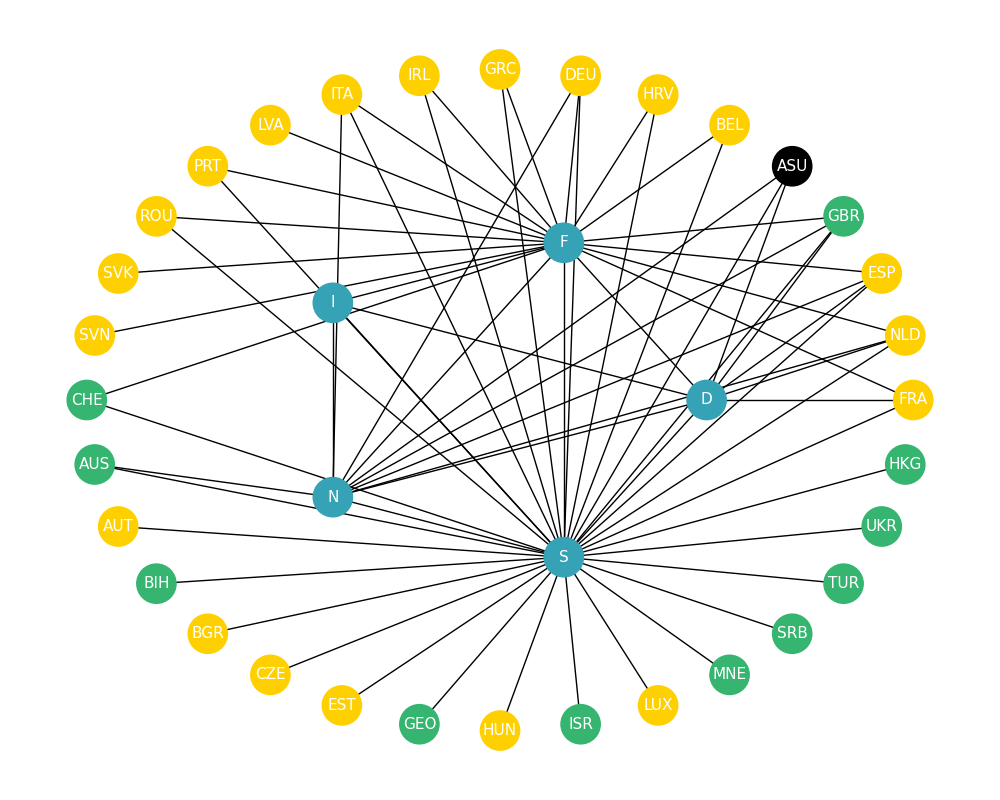 GRC
IRL
DEU
ITA
HRV
LVA
BEL
PRT
ASU
ROU
GBR
F
SVK
ESP
I
SVN
NLD
CHE
D
FRA
AUS
HKG
N
AUT
UKR
S
BIH
TUR
BGR
SRB
CZE
MNE
EST
LUX
GEO
ISR
HUN